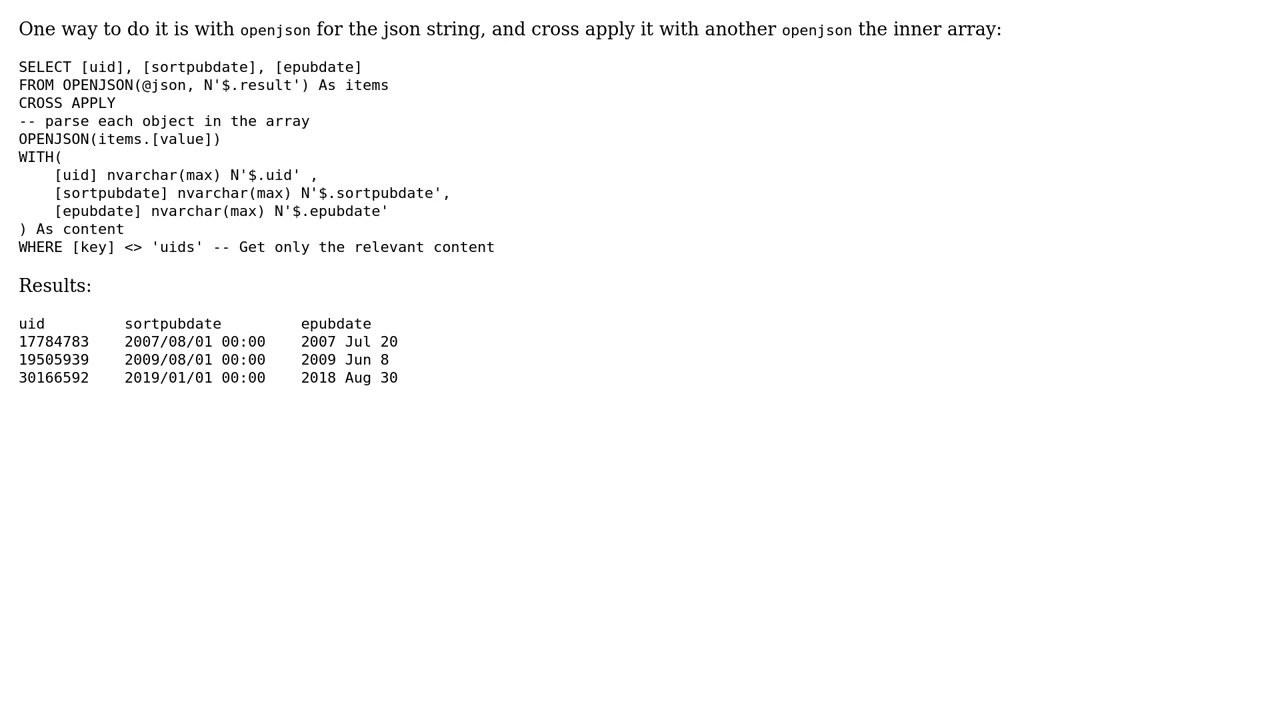 One way to do it is with openjson for the json string, and cross apply it with another openjson the inner array:
SELECT [uid], [sortpubdate], [epubdate]
FROM OPENJSON(@json, N'$.result') As items
CROSS APPLY
-- parse each object in the array
OPENJSON(items.[value])
WITH(
    [uid] nvarchar(max) N'$.uid' ,
    [sortpubdate] nvarchar(max) N'$.sortpubdate',
    [epubdate] nvarchar(max) N'$.epubdate'
) As content
WHERE [key] <> 'uids' -- Get only the relevant content
Results:
uid         sortpubdate         epubdate
17784783    2007/08/01 00:00    2007 Jul 20
19505939    2009/08/01 00:00    2009 Jun 8
30166592    2019/01/01 00:00    2018 Aug 30